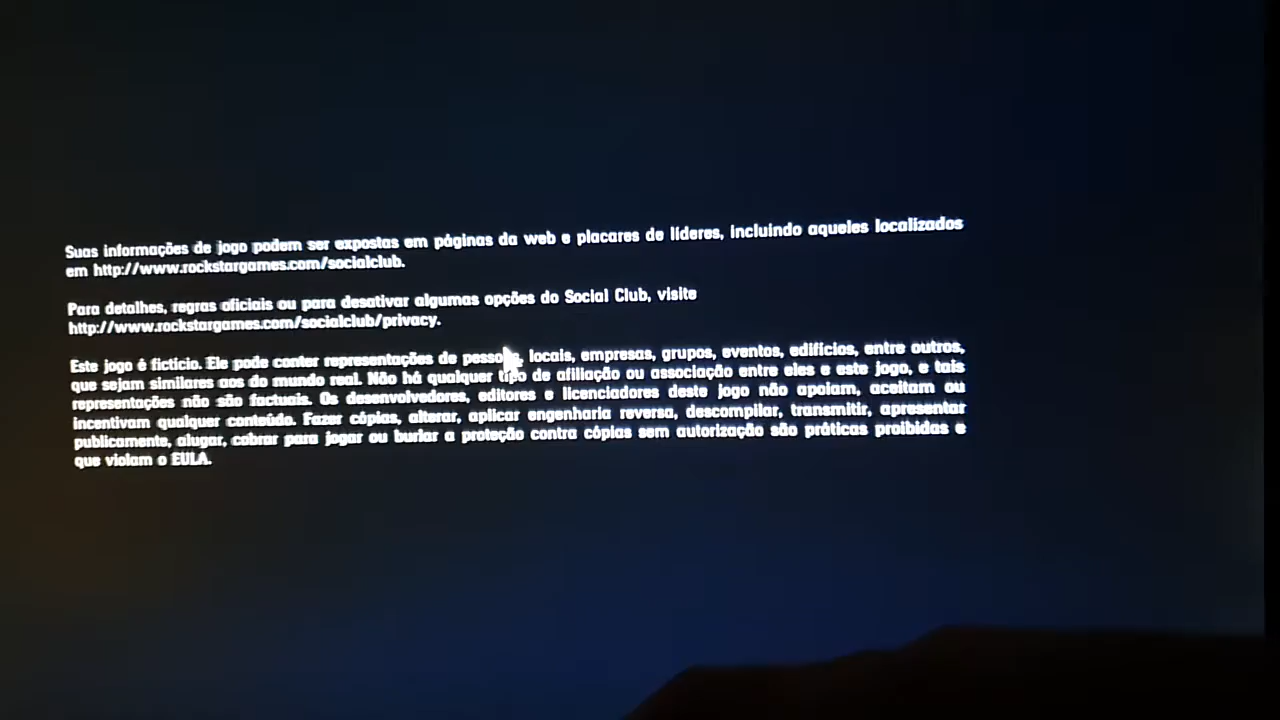 Suas informações de jogo podem ser expostas em páginas da web e placares de líderes, incluindo aqueles localizados
em http://www.rockstargames.com/socialclub.
Para detalhes, regras oficiais ou para desativar algumas opções do Social Club, visite
http://www.rockstargames.com/socialclub/privacy.
Este jogo é fictício. Ele pode conter representações de pessoas, locais, empresas, grupos, eventos, edifícios, entre outros,
que sejam similares aos do mundo real. Não há qualquer tipo de afiliação ou associação entre eles e este jogo, e tais
representações não são factuais. Os desenvolvedores, editores e licenciadores deste jogo não apoiam, aceitam ou
incentivam qualquer conteúdo. Fazer cópias, alterar, aplicar engenharia reversa, descompilar, transmitir, apresentar
publicamente, alugar, cobrar para jogar ou burlar a proteção contra cópias sem autorização são práticas proibidas e
que violam o EULA.